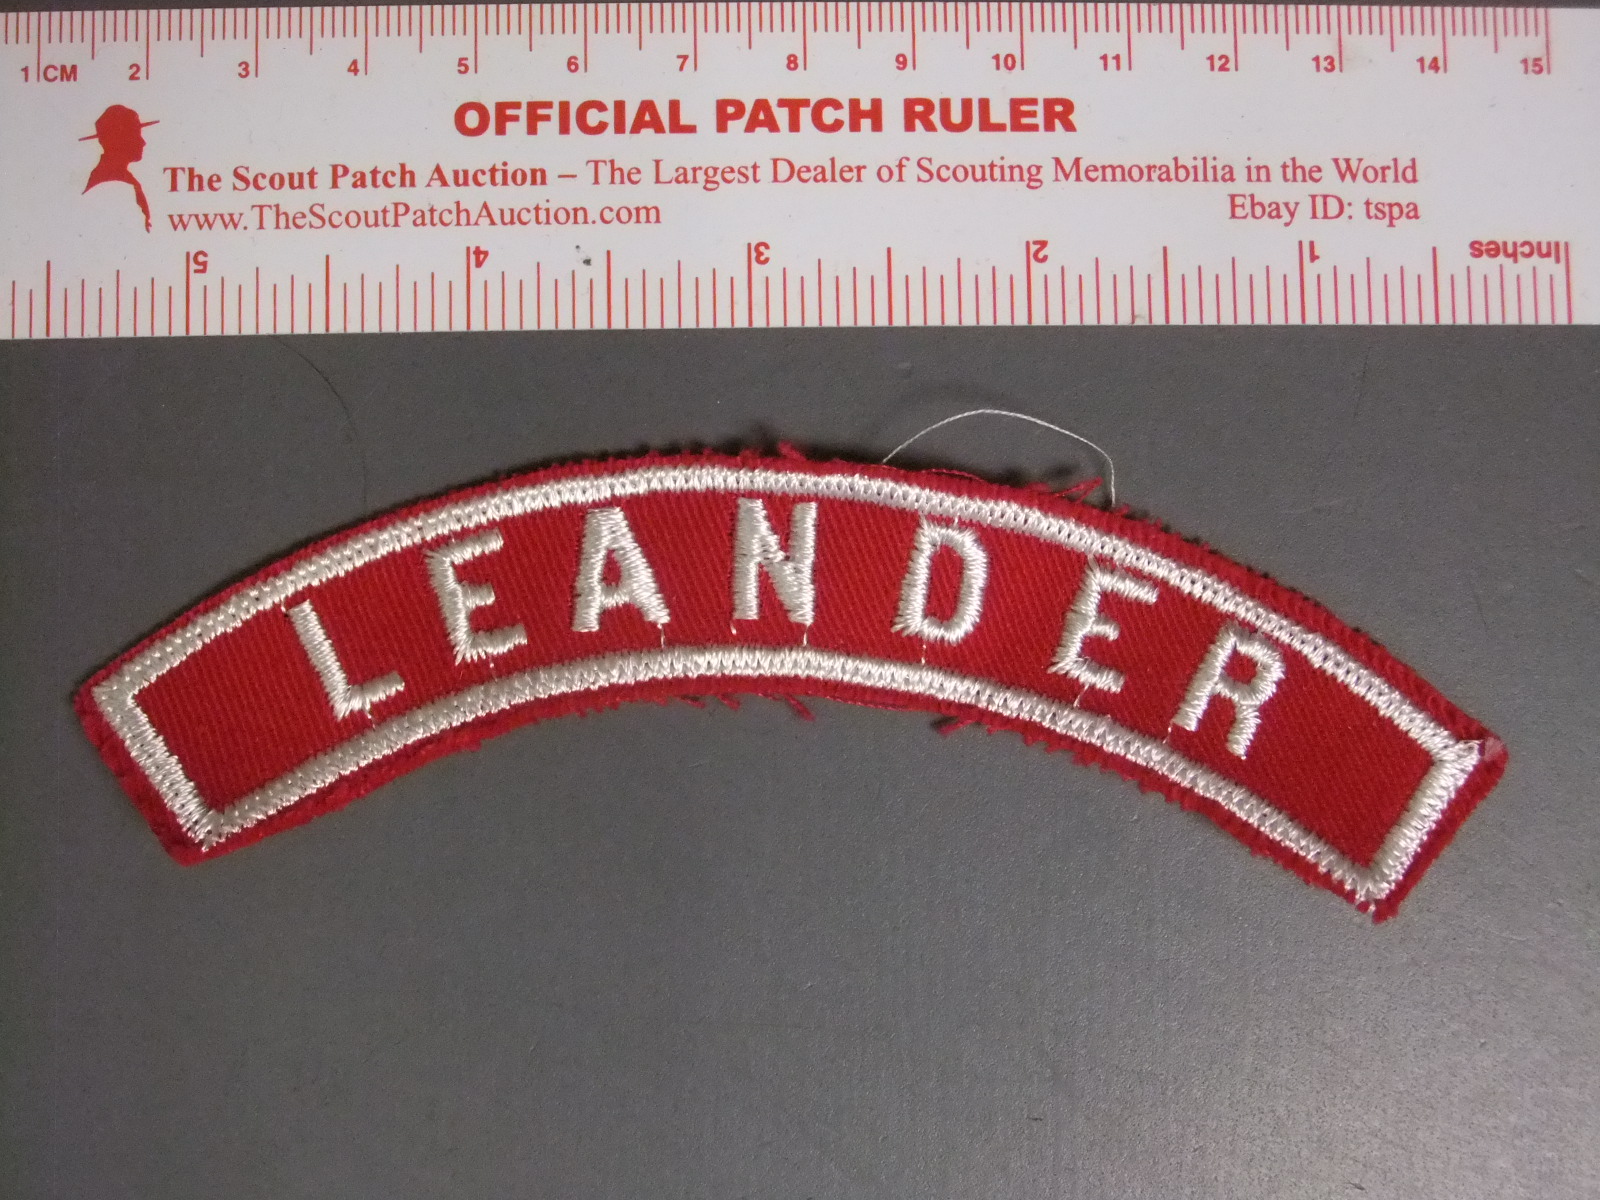 1 CM 2 3 4 5 6 7 8 9 10 11 12 13 14 15
OFFICIAL PATCH RULER
The Scout Patch Auction – The Largest Dealer of Scouting Memorabilia in the World
www.TheScoutPatchAuction.com
Ebay ID: tspa
5 4 3 2 1 Inches
LEANDER